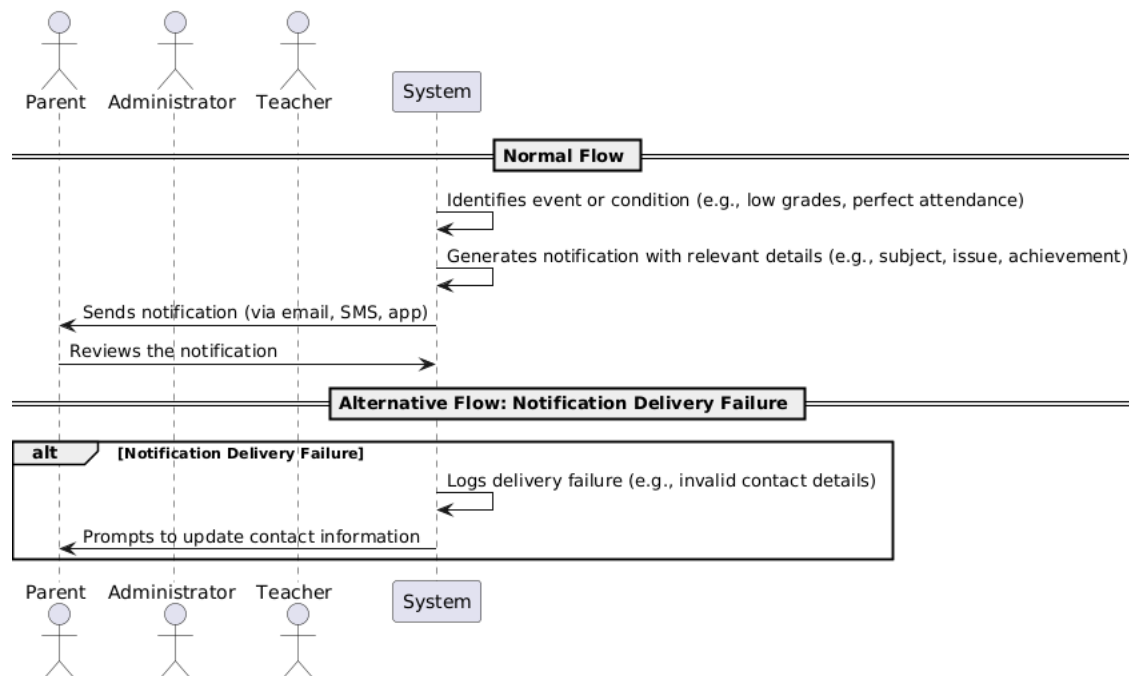 Parent Administrator Teacher System
Normal Flow
Identifies event or condition (e.g., low grades, perfect attendance)
Generates notification with relevant details (e.g., subject, issue, achievement)
Sends notification (via email, SMS, app)
Reviews the notification
Alternative Flow: Notification Delivery Failure
alt [Notification Delivery Failure]
Logs delivery failure (e.g., invalid contact details)
Prompts to update contact information
Parent Administrator Teacher System